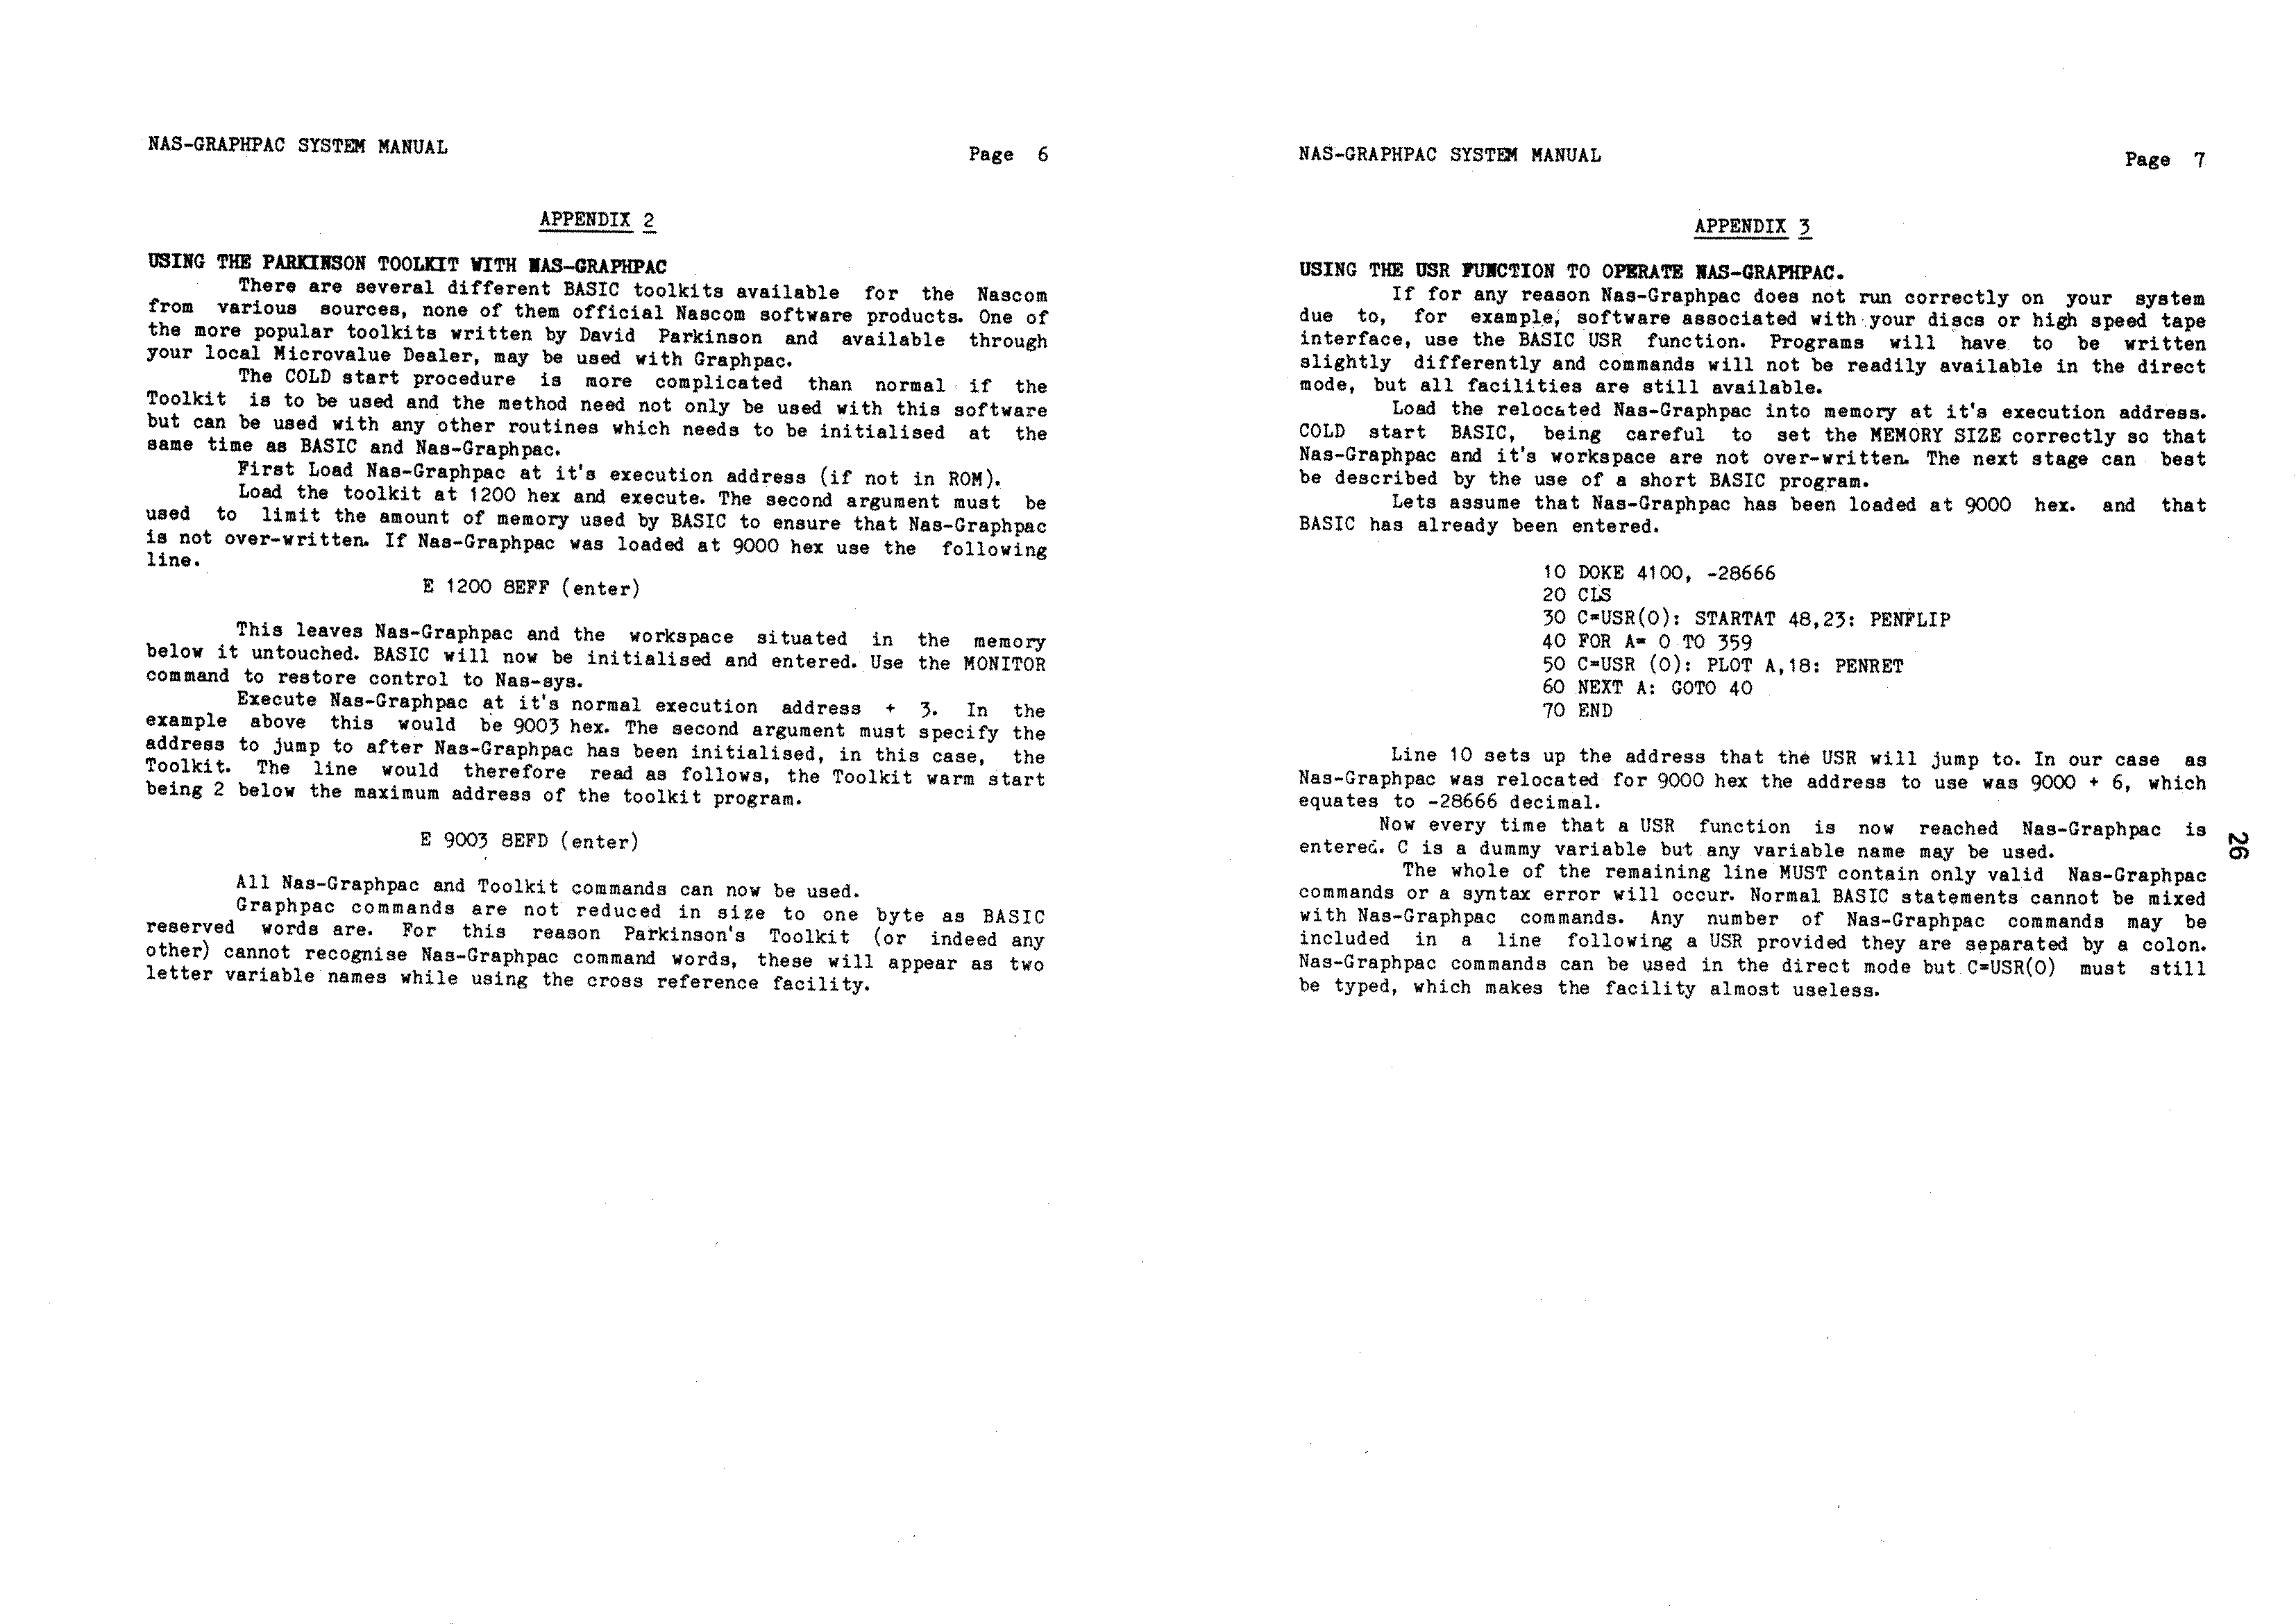 NAS-GRAPHPAC SYSTEM MANUAL
Page 6
APPENDIX 2
USING THE PARKINSON TOOLKIT WITH NAS-GRAPHPAC
There are several different BASIC toolkits available for the Nascom
from various sources, none of them official Nascom software products. One of
the more popular toolkits written by David Parkinson and available through
your local Microvalue Dealer, may be used with Graphpac.
The COLD start procedure is more complicated than normal if the
Toolkit is to be used and the method need not only be used with this software
but can be used with any other routines which needs to be initialised at the
same time as BASIC and Nas-Graphpac.
First Load Nas-Graphpac at it's execution address (if not in ROM).
Load the toolkit at 1200 hex and execute. The second argument must be
used to limit the amount of memory used by BASIC to ensure that Nas-Graphpac
is not over-written. If Nas-Graphpac was loaded at 9000 hex use the following
line.
E 1200 8EFF (enter)
This leaves Nas-Graphpac and the workspace situated in the memory
below it untouched. BASIC will now be initialised and entered. Use the MONITOR
command to restore control to Nas-sys.
Execute Nas-Graphpac at it's normal execution address + 3. In the
example above this would be 9003 hex. The second argument must specify the
address to jump to after Nas-Graphpac has been initialised, in this case, the
Toolkit. The line would therefore read as follows, the Toolkit warm start
being 2 below the maximum address of the toolkit program.
E 9003 8EFD (enter)
All Nas-Graphpac and Toolkit commands can now be used.
Graphpac commands are not reduced in size to one byte as BASIC
reserved words are. For this reason Parkinson's Toolkit (or indeed any
other) cannot recognise Nas-Graphpac command words, these will appear as two
letter variable names while using the cross reference facility.
NAS-GRAPHPAC SYSTEM MANUAL
Page 7
APPENDIX 3
USING THE USR FUNCTION TO OPERATE NAS-GRAPHPAC.
If for any reason Nas-Graphpac does not run correctly on your system
due to, for example, software associated with your discs or high speed tape
interface, use the BASIC USR function. Programs will have to be written
slightly differently and commands will not be readily available in the direct
mode, but all facilities are still available.
Load the relocated Nas-Graphpac into memory at it's execution address.
COLD start BASIC, being careful to set the MEMORY SIZE correctly so that
Nas-Graphpac and it's workspace are not over-written. The next stage can best
be described by the use of a short BASIC program.
Lets assume that Nas-Graphpac has been loaded at 9000 hex. and that
BASIC has already been entered.
10 DOKE 4100, -28666
20 CLS
30 C=USR(0): STARTAT 48,23: PENFLIP
40 FOR A= 0 TO 359
50 C=USR (0): PLOT A,18: PENRET
60 NEXT A: GOTO 40
70 END
Line 10 sets up the address that the USR will jump to. In our case as
Nas-Graphpac was relocated for 9000 hex the address to use was 9000 + 6, which
equates to -28666 decimal.
Now every time that a USR function is now reached Nas-Graphpac is
entered. C is a dummy variable but any variable name may be used.
The whole of the remaining line MUST contain only valid Nas-Graphpac
commands or a syntax error will occur. Normal BASIC statements cannot be mixed
with Nas-Graphpac commands. Any number of Nas-Graphpac commands may be
included in a line following a USR provided they are separated by a colon.
Nas-Graphpac commands can be used in the direct mode but C=USR(0) must still
be typed, which makes the facility almost useless.
26